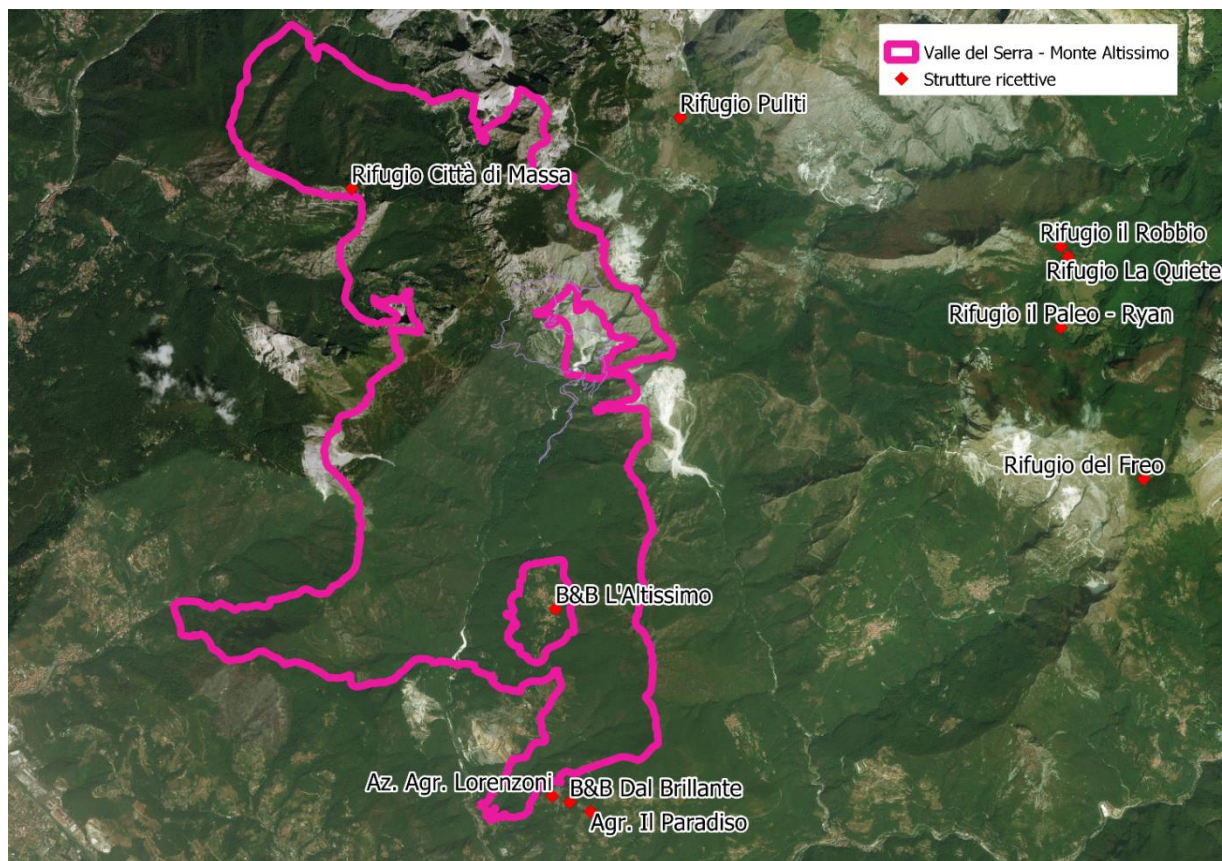 Valle del Serra - Monte Altissimo
Strutture ricettive
Rifugio Puliti
Rifugio Città di Massa
Rifugio il Robbio
Rifugio La Quiete
Rifugio il Paleo - Ryan
Rifugio del Freo
B&B L'Altissimo
Az. Agr. Lorenzoni
B&B Dal Brillante
Agr. Il Paradiso